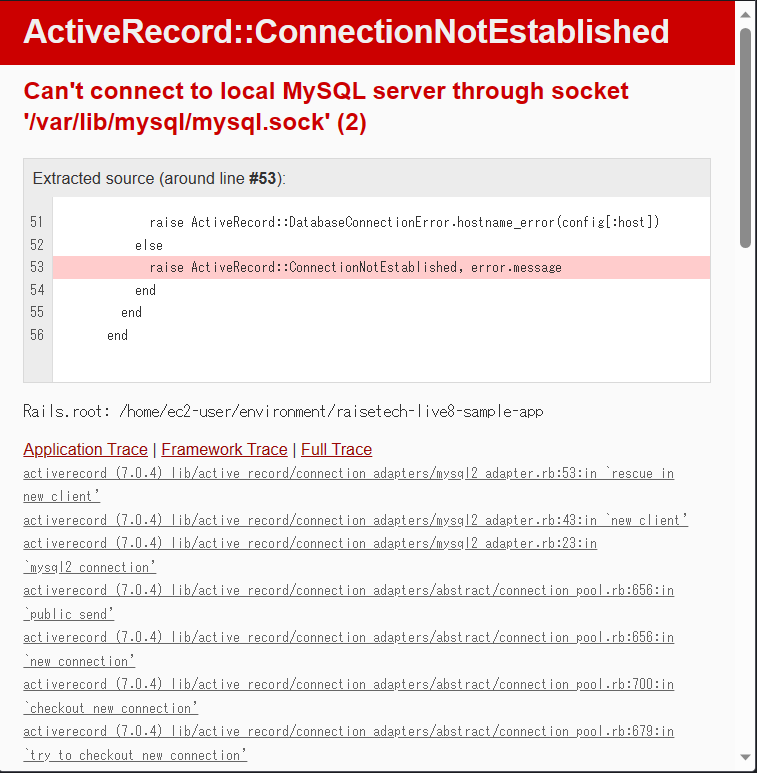 ActiveRecord::ConnectionNotEstablished
Can't connect to local MySQL server through socket
'/var/lib/mysql/mysql.sock' (2)
Extracted source (around line #53):
51 raise ActiveRecord::DatabaseConnectionError.hostname_error(config[:host])
52 else
53 raise ActiveRecord::ConnectionNotEstablished, error.message
54 end
55 end
56 end
Rails.root: /home/ec2-user/environment/raisetech-live8-sample-app
Application Trace | Framework Trace | Full Trace
activerecord (7.0.4) lib/active_record/connection_adapters/mysql2_adapter.rb:53:in `rescue in
new_client'
activerecord (7.0.4) lib/active_record/connection_adapters/mysql2_adapter.rb:43:in `new_client'
activerecord (7.0.4) lib/active_record/connection_adapters/mysql2_adapter.rb:23:in
`mysql2_connection'
activerecord (7.0.4) lib/active_record/connection_adapters/abstract/connection_pool.rb:656:in
`public_send'
activerecord (7.0.4) lib/active_record/connection_adapters/abstract/connection_pool.rb:656:in
`new_connection'
activerecord (7.0.4) lib/active_record/connection_adapters/abstract/connection_pool.rb:700:in
`checkout_new_connection'
activerecord (7.0.4) lib/active_record/connection_adapters/abstract/connection_pool.rb:679:in
`try_to_checkout_new_connection'